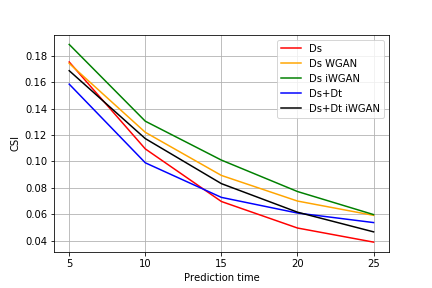 0.18
0.16
0.14
0.12
0.10
0.08
0.06
0.04
CSI
Ds
Ds WGAN
Ds iWGAN
Ds+Dt
Ds+Dt iWGAN
5 10 15 20 25
Prediction time